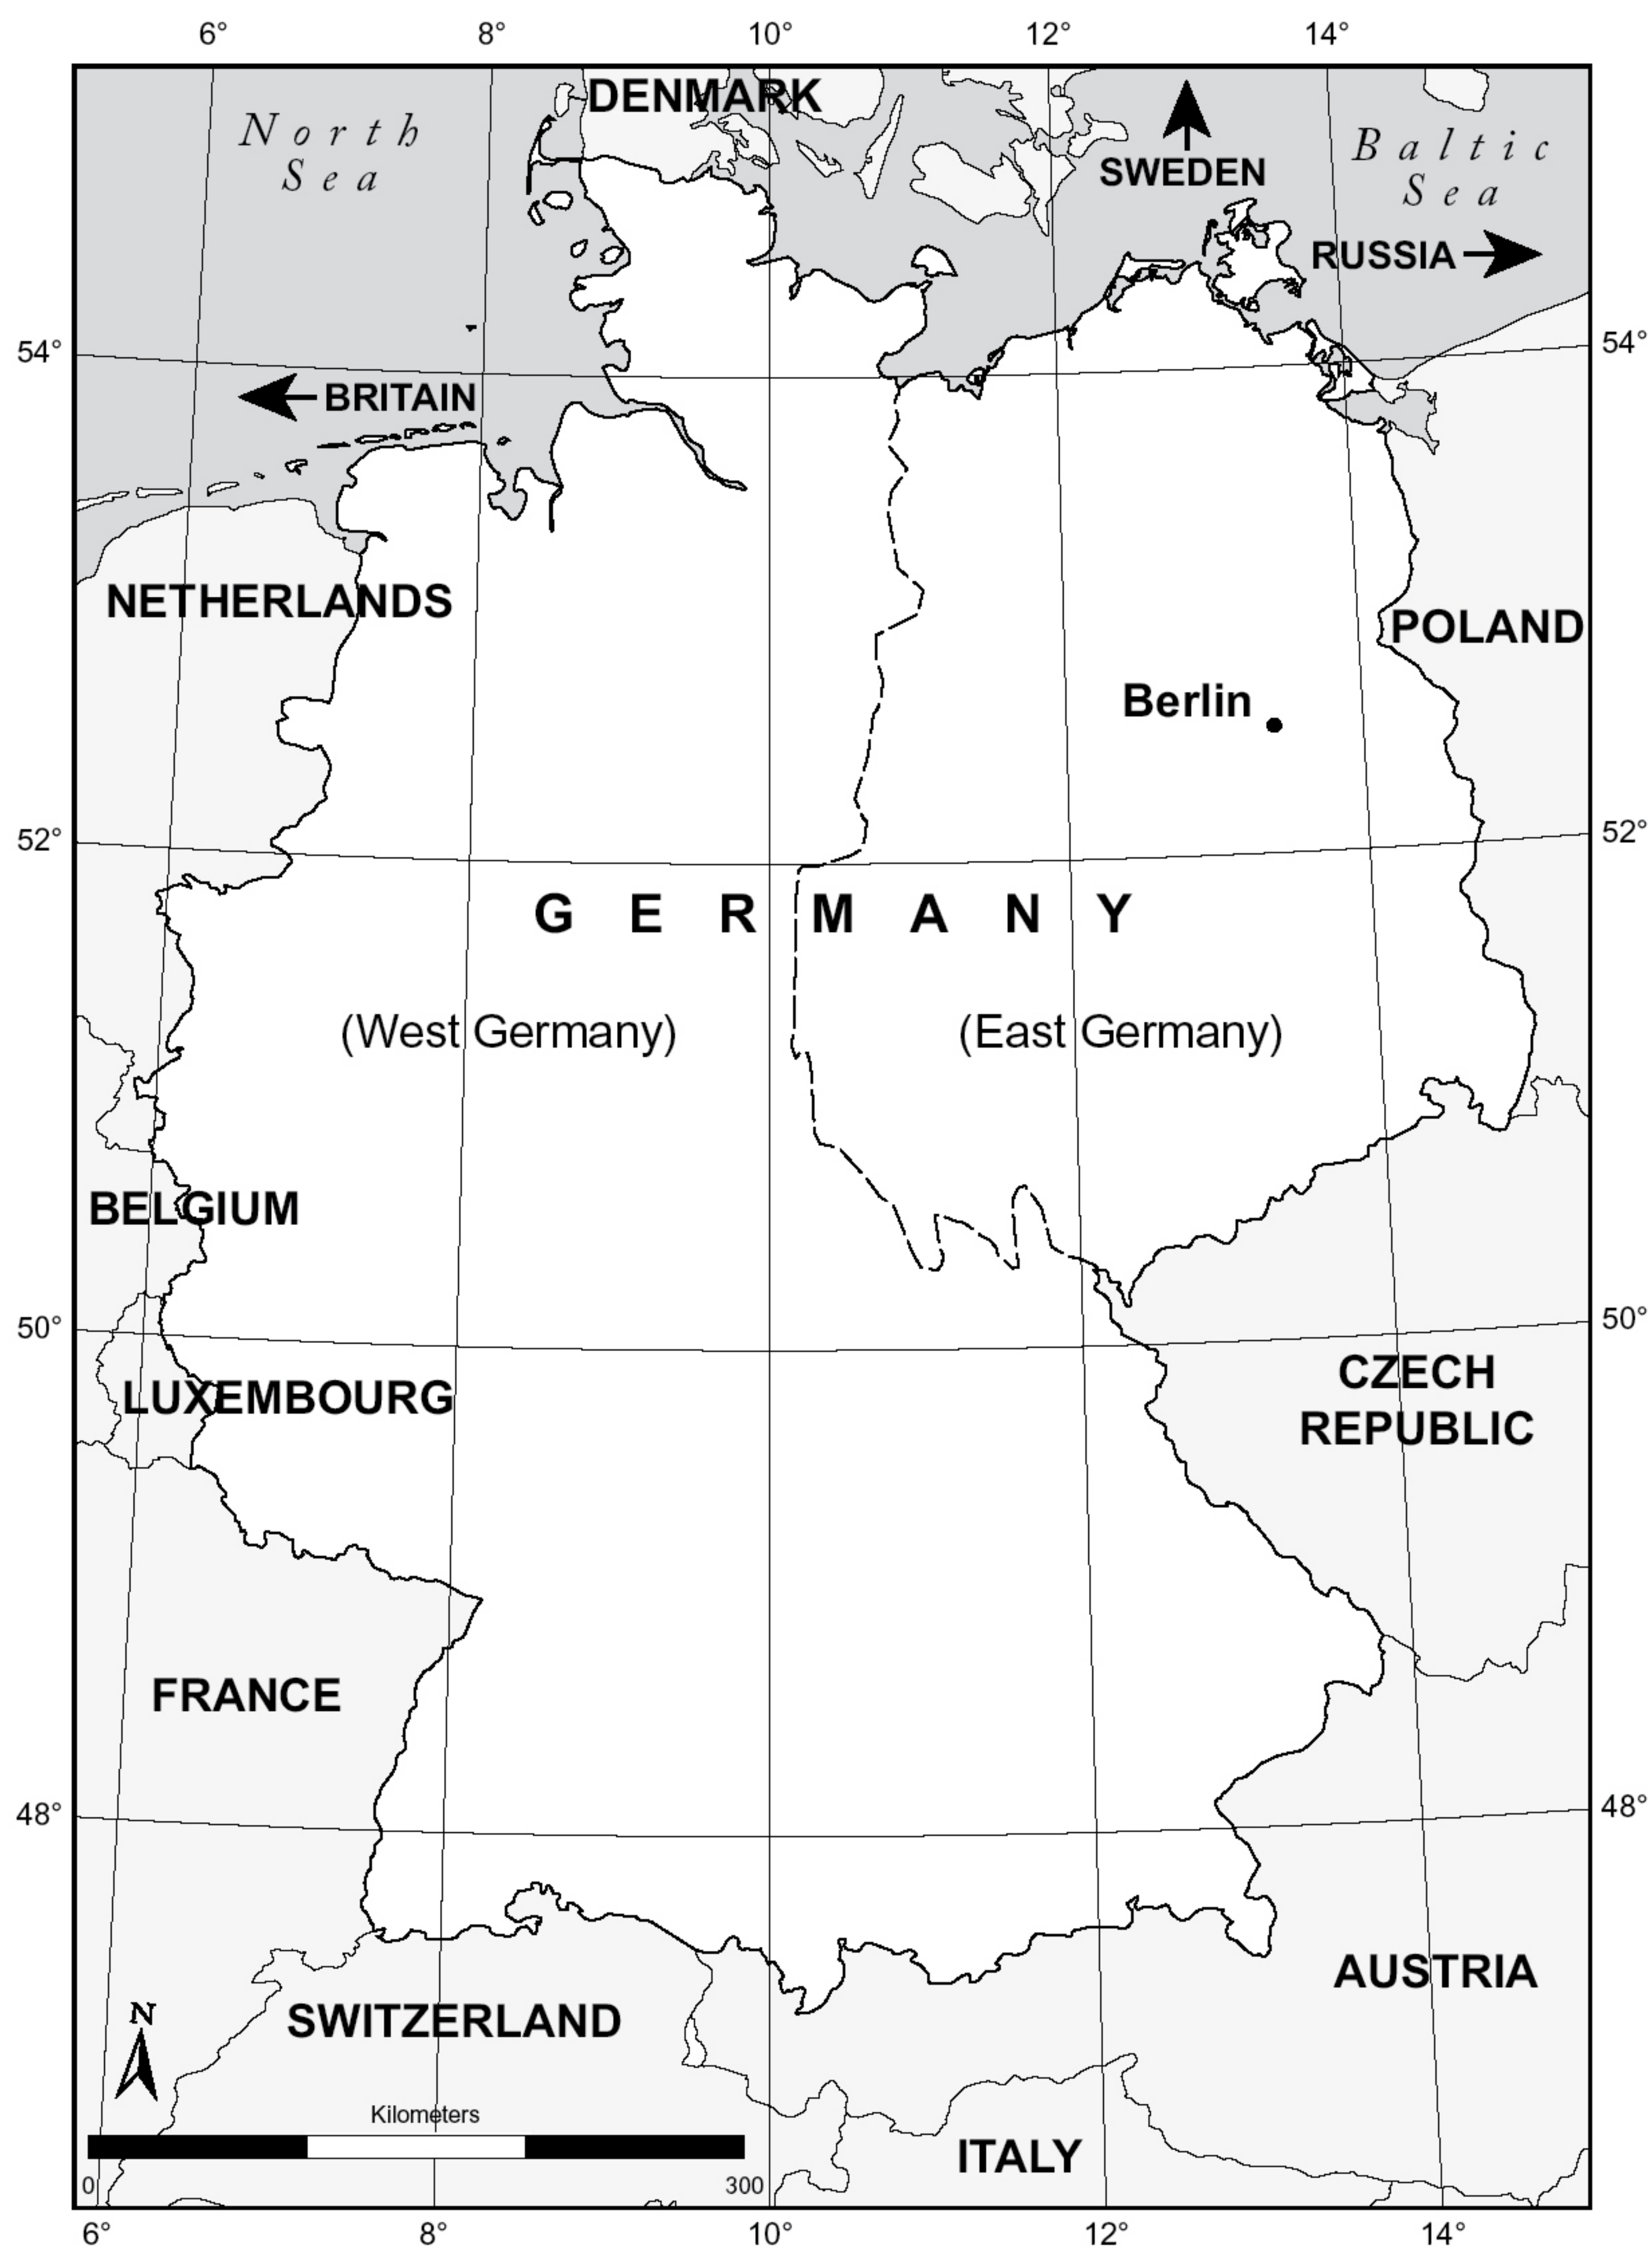 6° 8° 10° 12° 14°
DENMARK
North
Sea
SWEDEN
Baltic
Sea
RUSSIA
54° 54°
BRITAIN
NETHERLANDS
POLAND
Berlin
52° 52°
GERMANY
(West Germany) (East Germany)
BELGIUM
50° 50°
LUXEMBOURG
CZECH
REPUBLIC
FRANCE
48° 48°
AUSTRIA
N
SWITZERLAND
Kilometers
ITALY
0 300
6° 8° 10° 12° 14°